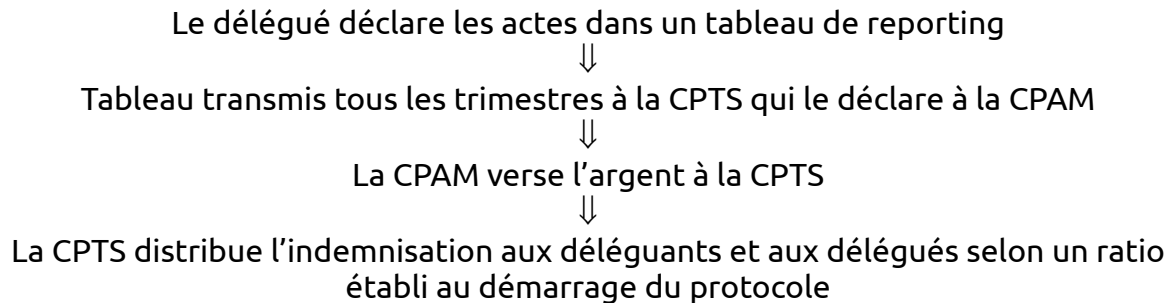 Le délégué déclare les actes dans un tableau de reporting
⇓
Tableau transmis tous les trimestres à la CPTS qui le déclare à la CPAM
⇓
La CPAM verse l’argent à la CPTS
⇓
La CPTS distribue l’indemnisation aux déléguants et aux délégués selon un ratio
établi au démarrage du protocole